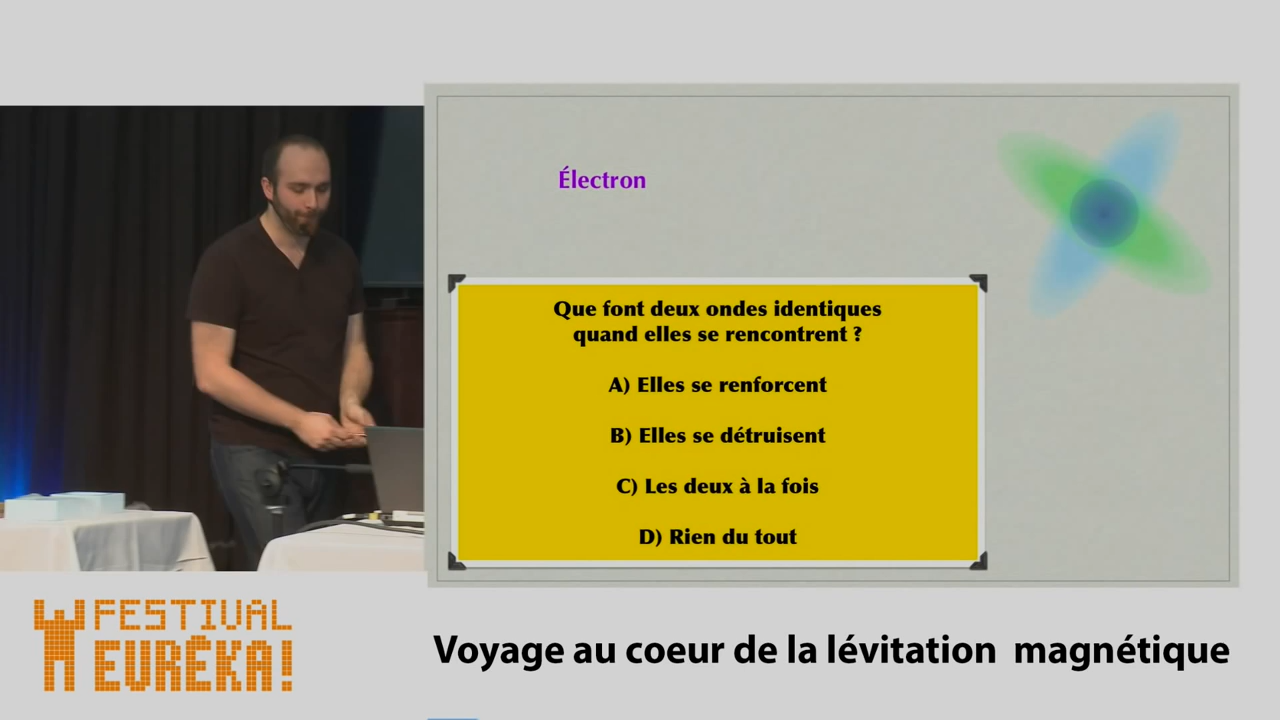 Électron
Que font deux ondes identiques
quand elles se rencontrent ?
A) Elles se renforcent
B) Elles se détruisent
C) Les deux à la fois
D) Rien du tout
FESTIVAL
EURÊKA!
Voyage au coeur de la lévitation magnétique